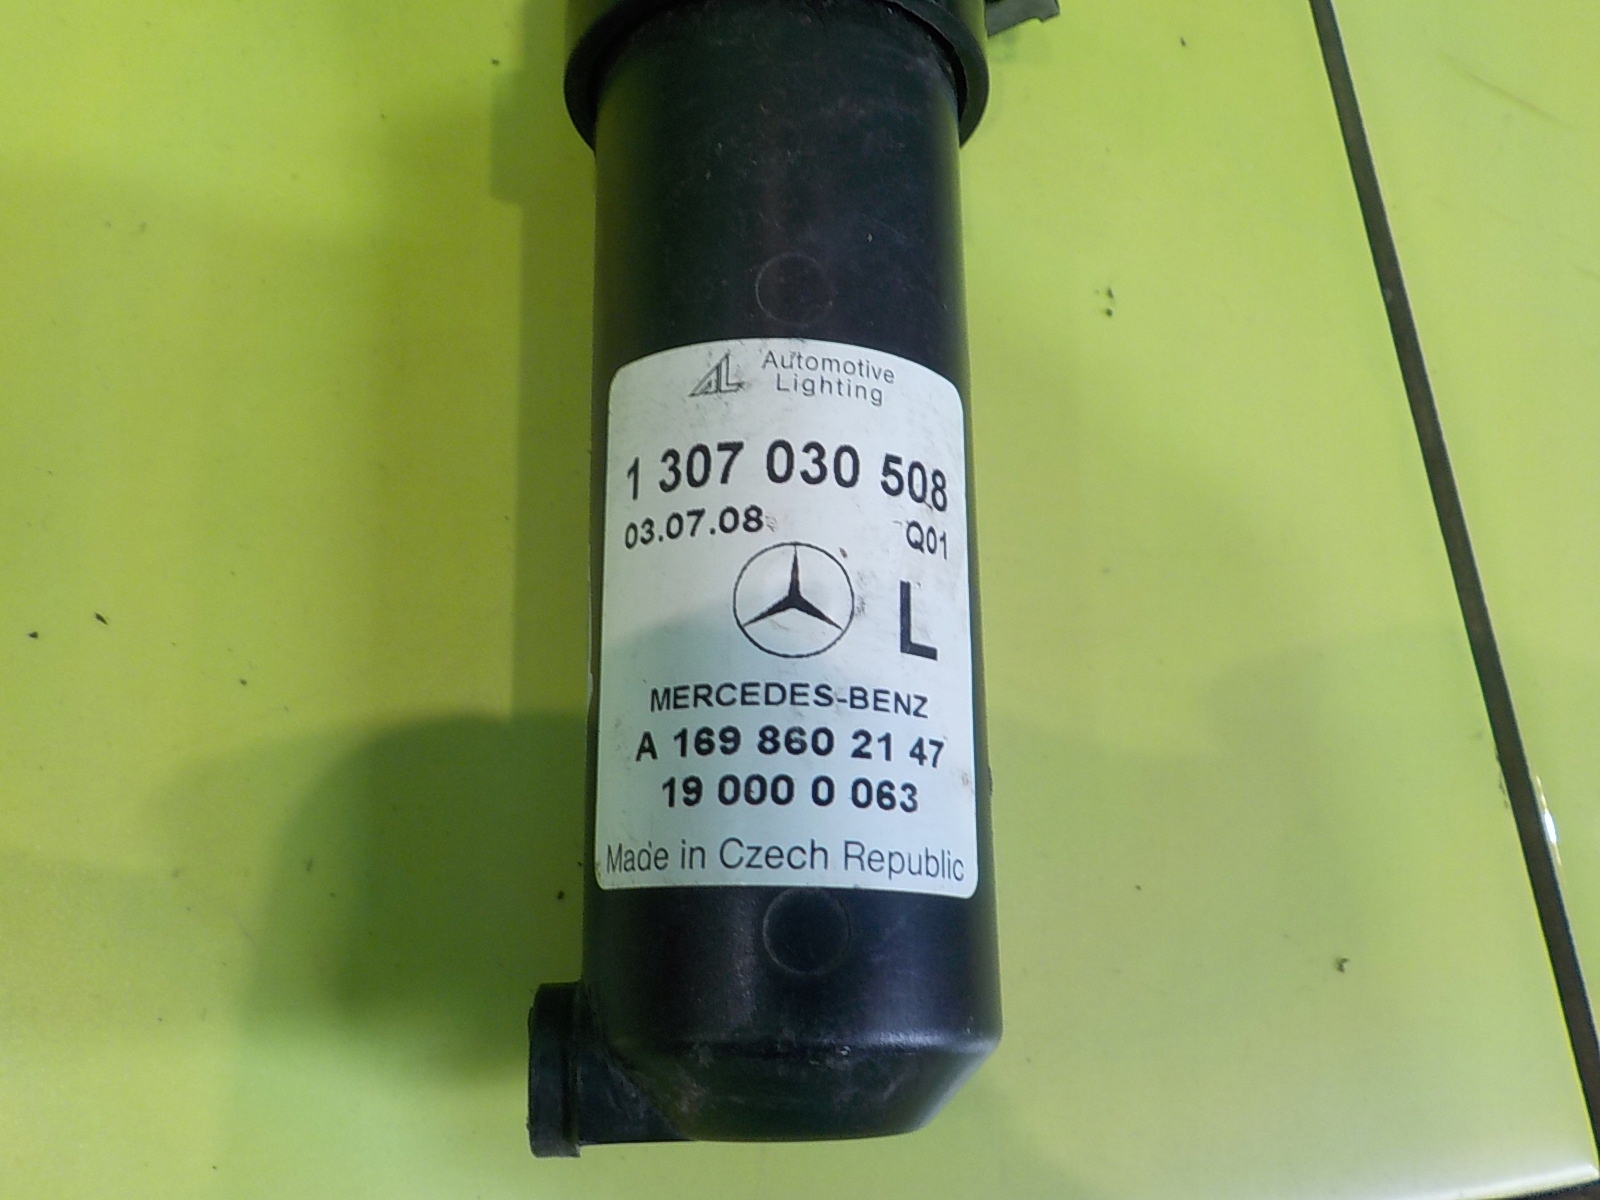 AL Automotive
Lighting
1 307 030 508
03.07.08 Q01
L
MERCEDES-BENZ
A 169 860 21 47
19 000 0 063
Made in Czech Republic